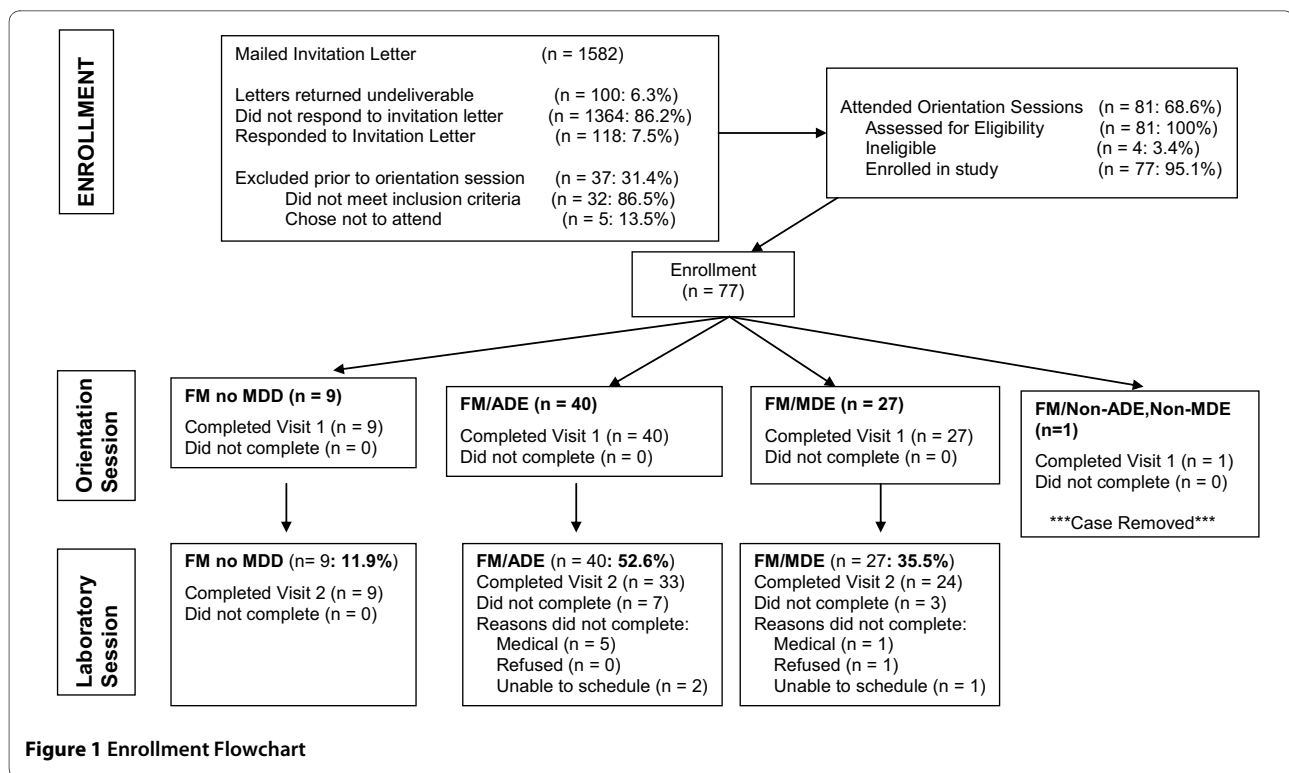 ENROLLMENT
Mailed Invitation Letter (n = 1582)
Letters returned undeliverable (n = 100: 6.3%)
Did not respond to invitation letter (n = 1364: 86.2%)
Responded to Invitation Letter (n = 118: 7.5%)
Excluded prior to orientation session (n = 37: 31.4%)
Did not meet inclusion criteria (n = 32: 86.5%)
Chose not to attend (n = 5: 13.5%)
Attended Orientation Sessions (n = 81: 68.6%)
Assessed for Eligibility (n = 81: 100%)
Ineligible (n = 4: 3.4%)
Enrolled in study (n = 77: 95.1%)
Enrollment
(n = 77)
Orientation
Session
FM no MDD (n = 9)
Completed Visit 1 (n = 9)
Did not complete (n = 0)
FM/ADE (n = 40)
Completed Visit 1 (n = 40)
Did not complete (n = 0)
FM/MDE (n = 27)
Completed Visit 1 (n = 27)
Did not complete (n = 0)
FM/Non-ADE,Non-MDE
(n=1)
Completed Visit 1 (n = 1)
Did not complete (n = 0)
***Case Removed***
Laboratory
Session
FM no MDD (n= 9: 11.9%)
Completed Visit 2 (n = 9)
Did not complete (n = 0)
FM/ADE (n = 40: 52.6%)
Completed Visit 2 (n = 33)
Did not complete (n = 7)
Reasons did not complete:
Medical (n = 5)
Refused (n = 0)
Unable to schedule (n = 2)
FM/MDE (n = 27: 35.5%)
Completed Visit 2 (n = 24)
Did not complete (n = 3)
Reasons did not complete:
Medical (n = 1)
Refused (n = 1)
Unable to schedule (n = 1)
Figure 1 Enrollment Flowchart